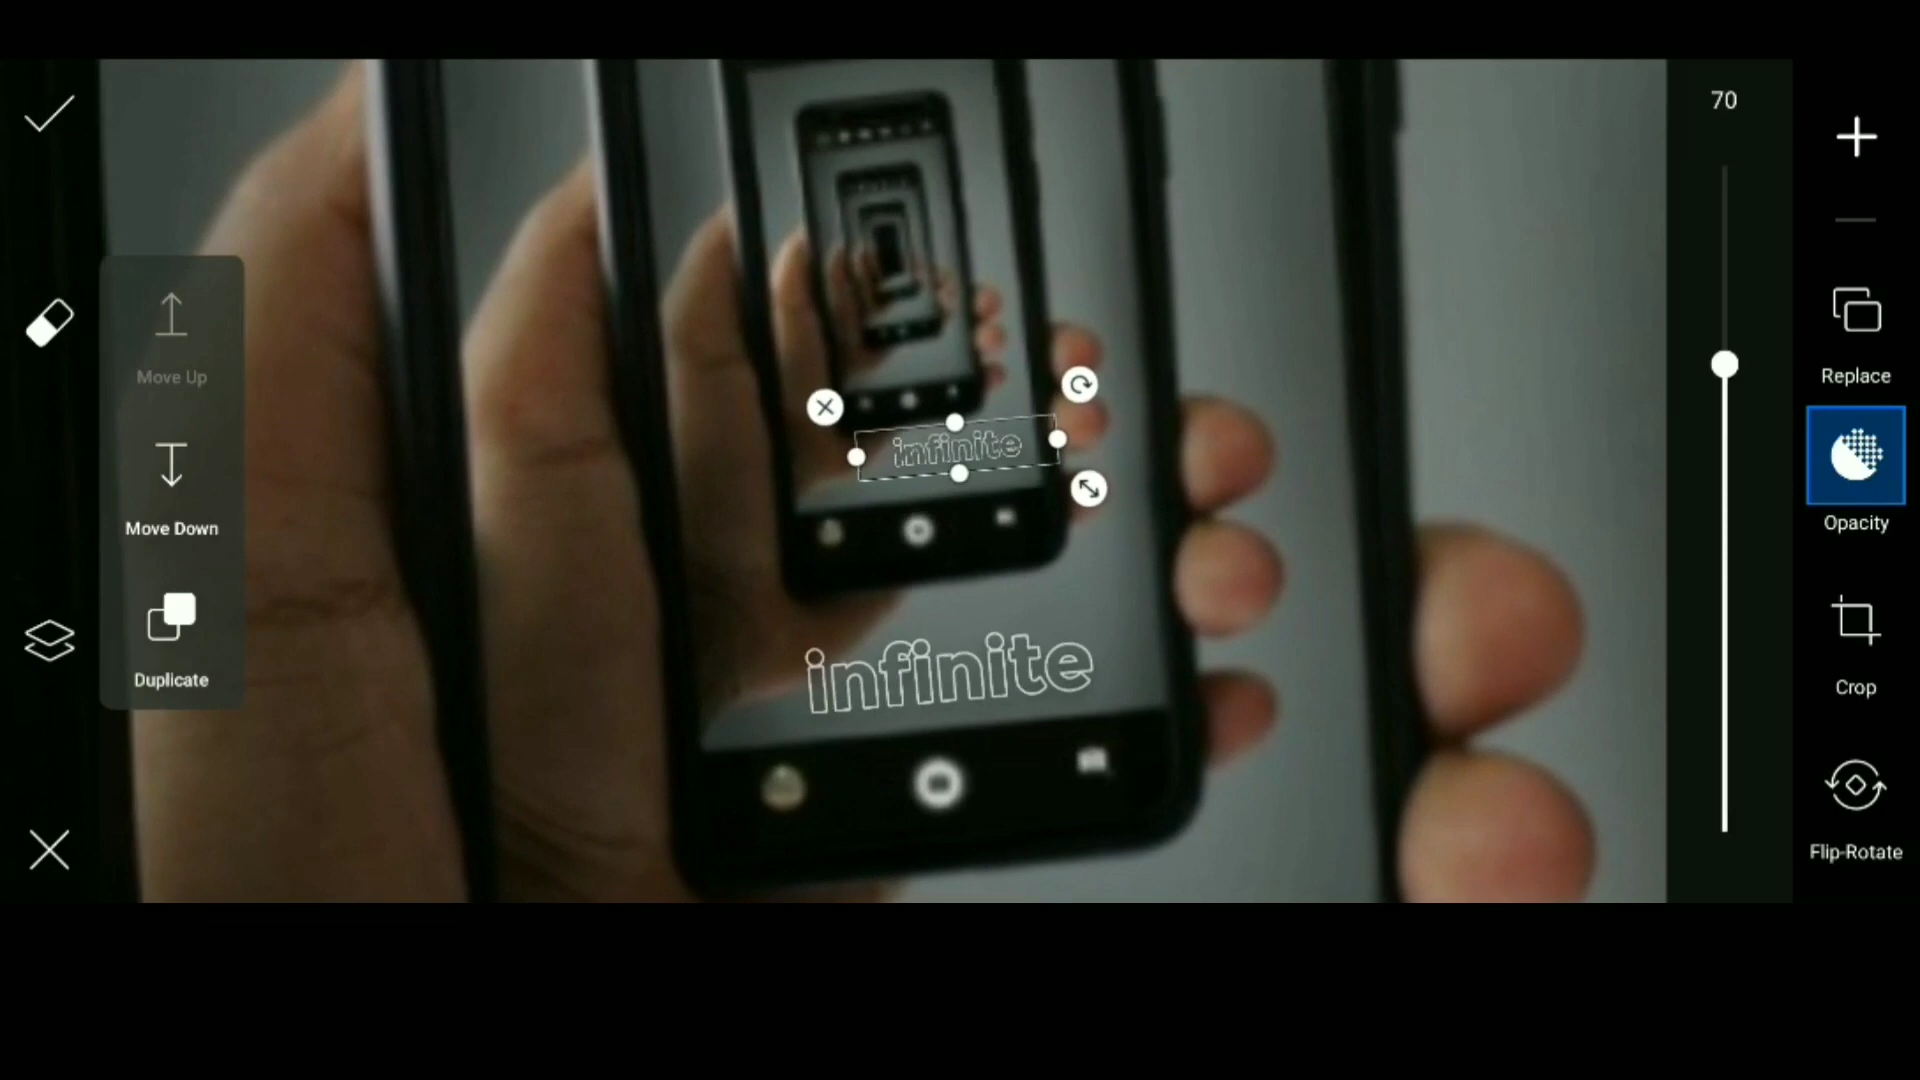 70
Move Up
Replace
infinite
Move Down
Opacity
infinite
Duplicate
Crop
Flip-Rotate